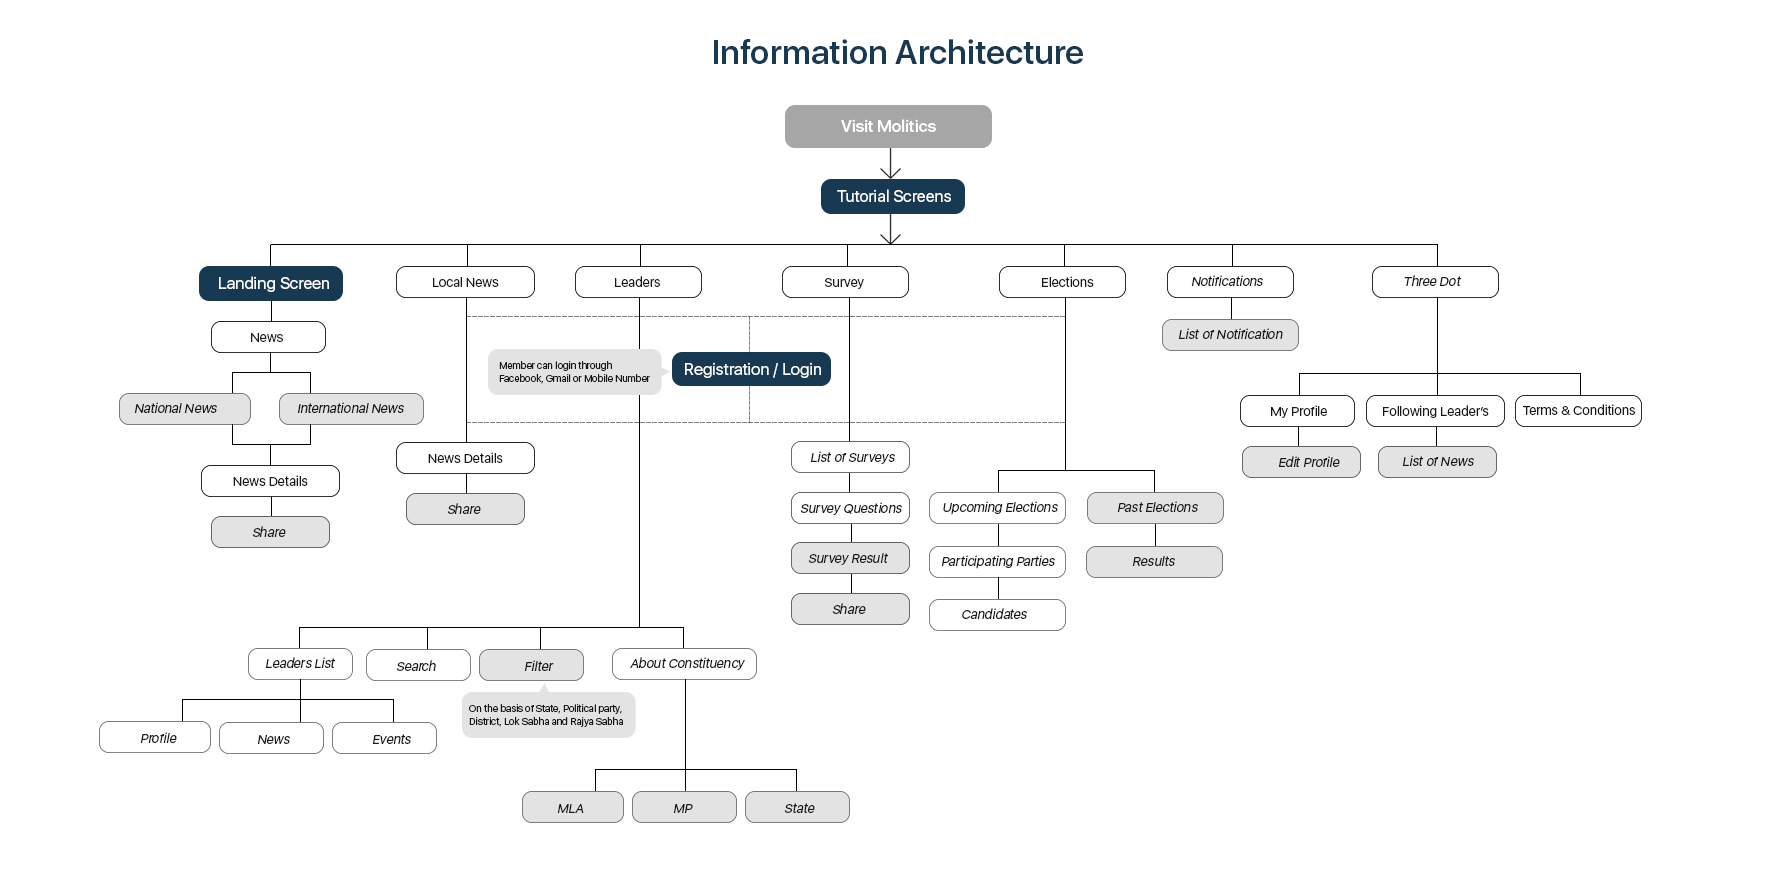 Information Architecture
Visit Molitics
Tutorial Screens
Landing Screen
Local News
Leaders
Survey
Elections
Notifications
Three Dot
News
List of Notification
Member can login through
Facebook, Gmail or Mobile Number
Registration / Login
National News
International News
My Profile
Following Leader's
Terms & Conditions
News Details
News Details
List of Surveys
Edit Profile
List of News
Share
Share
Survey Questions
Upcoming Elections
Past Elections
Survey Result
Participating Parties
Results
Share
Candidates
Leaders List
Search
Filter
About Constituency
On the basis of State, Political party,
District, Lok Sabha and Rajya Sabha
Profile
News
Events
MLA
MP
State